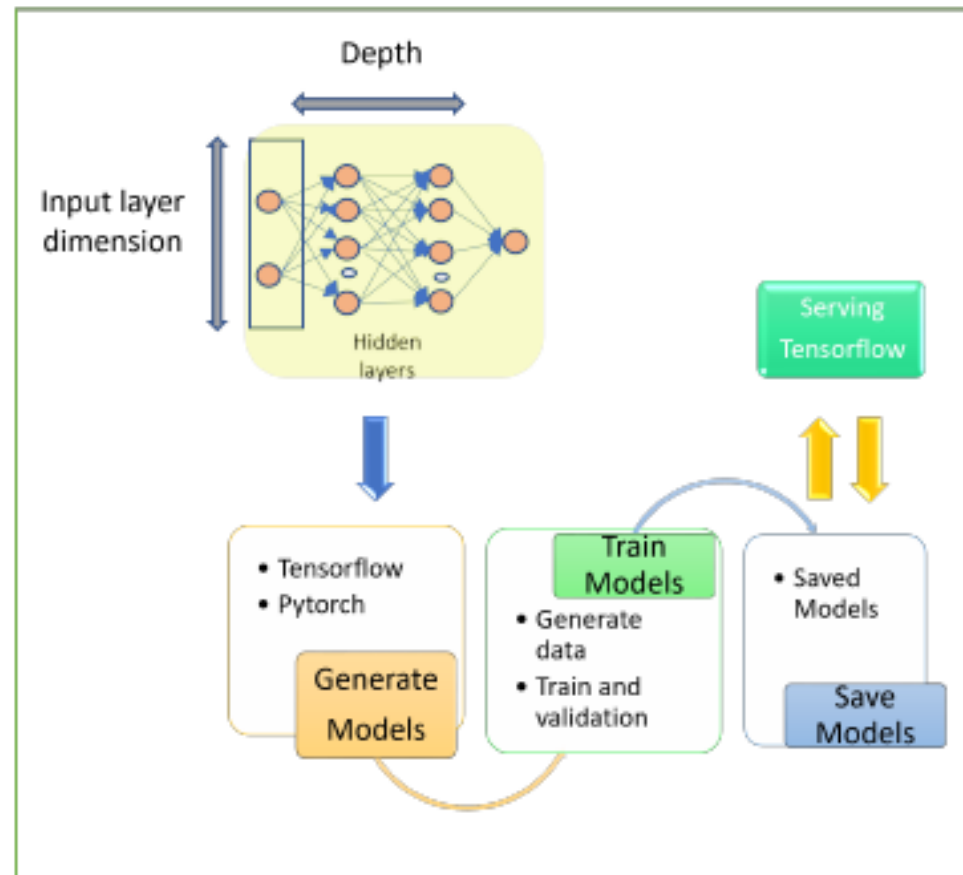 Depth
Input layer
dimension
Hidden
layers
Serving
Tensorflow
• Tensorflow
• Pytorch
Generate
Models
Train
Models
• Generate
data
• Train and
validation
• Saved
Models
Save
Models